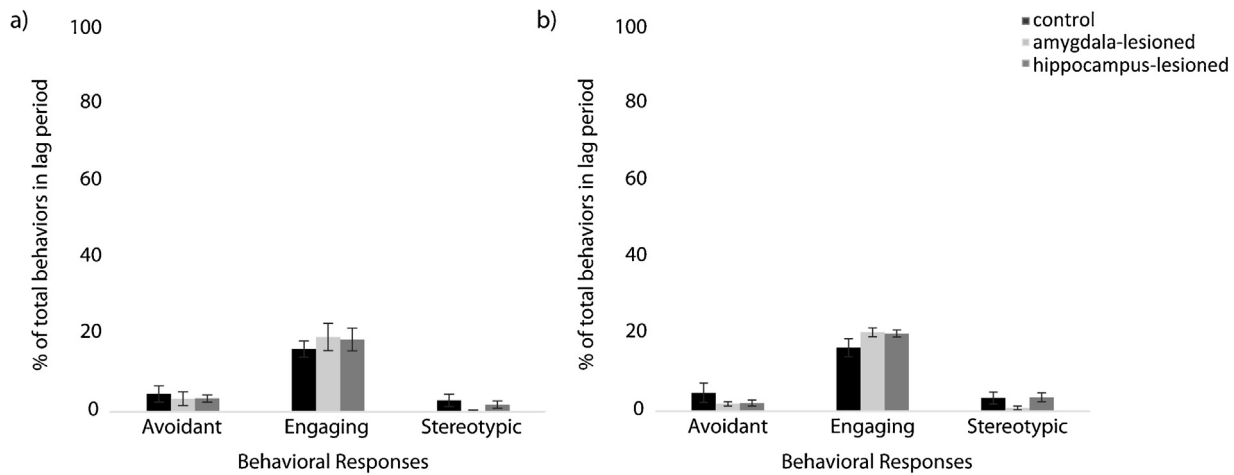 a)
% of total behaviors in lag period
100
80
60
40
20
0
Avoidant Engaging Stereotypic
Behavioral Responses
b)
% of total behaviors in lag period
100
80
60
40
20
0
Avoidant Engaging Stereotypic
Behavioral Responses
control
amygdala-lesioned
hippocampus-lesioned